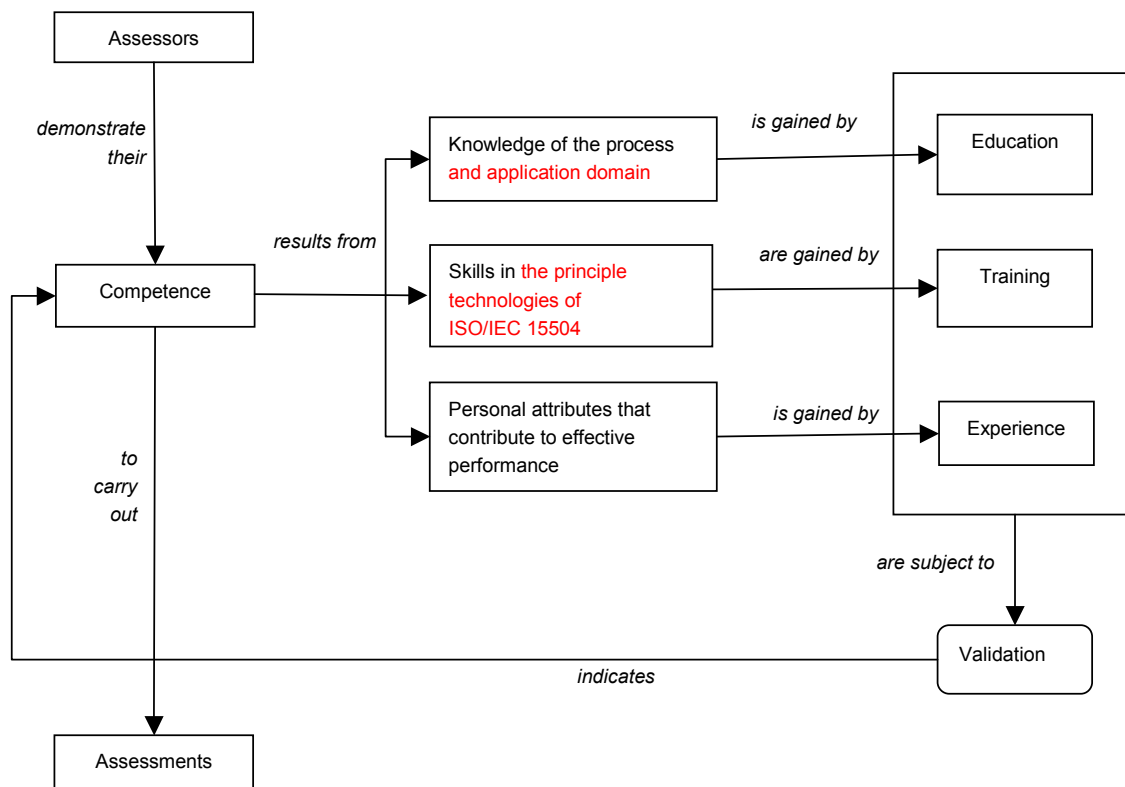 Assessors
demonstrate
their
Competence
to
carry
out
Assessments
results from
Knowledge of the process
and application domain
Skills in the principle
technologies of
ISO/IEC 15504
Personal attributes that
contribute to effective
performance
is gained by
are gained by
is gained by
Education
Training
Experience
are subject to
Validation
indicates